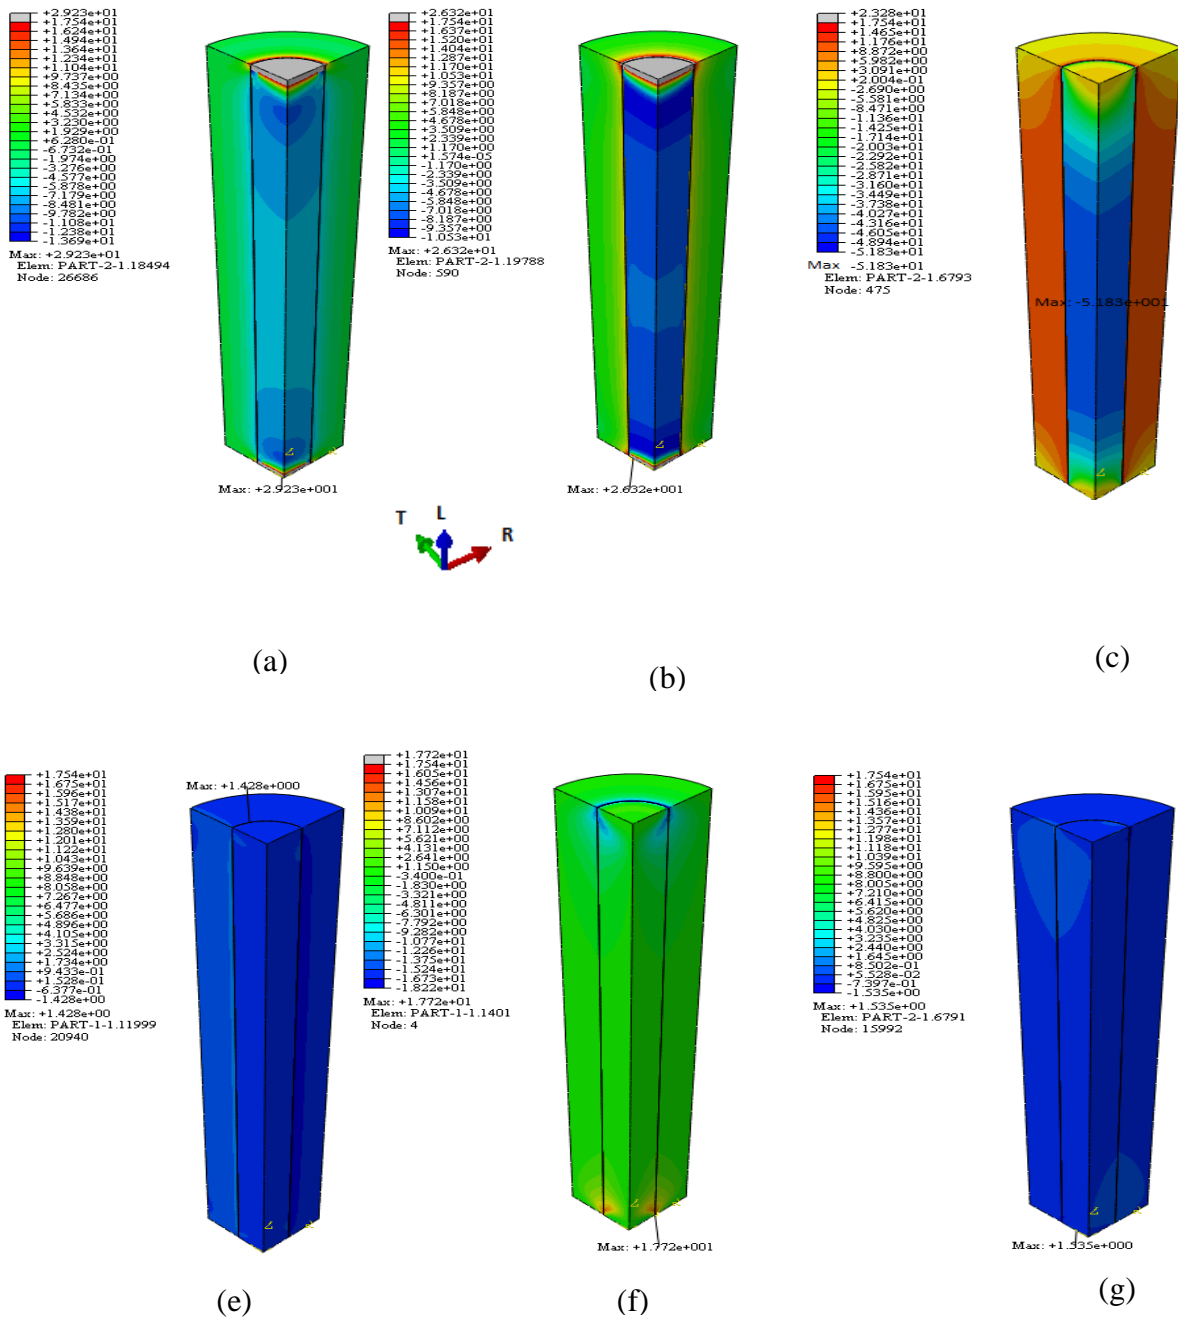 +2.923e+01
+1.754e+01
+1.624e+01
+1.494e+01
+1.364e+01
+1.234e+01
+1.104e+01
+9.737e+00
+8.435e+00
+7.134e+00
+5.833e+00
+4.532e+00
+3.230e+00
+1.929e+00
+6.280e-01
-6.732e-01
-1.974e+00
-3.276e+00
-4.577e+00
-5.878e+00
-7.179e+00
-8.481e+00
-9.782e+00
-1.108e+01
-1.238e+01
-1.369e+01
Max: +2.923e+01
Elem: PART-2-1.18494
Node: 26686
Max: +2.923e+001
+2.632e+01
+1.754e+01
+1.637e+01
+1.520e+01
+1.404e+01
+1.287e+01
+1.170e+01
+1.053e+01
+9.357e+00
+8.187e+00
+7.018e+00
+5.848e+00
+4.678e+00
+3.509e+00
+2.339e+00
+1.170e+00
+1.574e-05
-1.170e+00
-2.339e+00
-3.509e+00
-4.678e+00
-5.848e+00
-7.018e+00
-8.187e+00
-9.357e+00
-1.053e+01
Max: +2.632e+01
Elem: PART-2-1.19788
Node: 590
Max: +2.632e+001
+2.328e+01
+1.754e+01
+1.465e+01
+1.176e+01
+8.872e+00
+5.982e+00
+3.091e+00
+2.004e-01
-2.690e+00
-5.581e+00
-8.471e+00
-1.136e+01
-1.425e+01
-1.714e+01
-2.003e+01
-2.292e+01
-2.582e+01
-2.871e+01
-3.160e+01
-3.449e+01
-3.738e+01
-4.027e+01
-4.316e+01
-4.605e+01
-4.894e+01
-5.183e+01
Max -5.183e+01
Elem: PART-2-1.6793
Node: 475
Max: -5.183e+001
T L R
(a)
(b)
(c)
+1.754e+01
+1.675e+01
+1.596e+01
+1.517e+01
+1.438e+01
+1.359e+01
+1.280e+01
+1.201e+01
+1.122e+01
+1.043e+01
+9.639e+00
+8.848e+00
+8.058e+00
+7.267e+00
+6.477e+00
+5.686e+00
+4.896e+00
+4.105e+00
+3.315e+00
+2.524e+00
+1.734e+00
+9.433e-01
+1.528e-01
-6.377e-01
-1.428e+00
Max: +1.428e+00
Elem: PART-1-1.11999
Node: 20940
Max: +1.428e+000
+1.772e+01
+1.754e+01
+1.605e+01
+1.456e+01
+1.307e+01
+1.158e+01
+1.009e+01
+8.602e+00
+7.112e+00
+5.621e+00
+4.131e+00
+2.641e+00
+1.150e+00
-3.400e-01
-1.830e+00
-3.321e+00
-4.811e+00
-6.301e+00
-7.792e+00
-9.282e+00
-1.077e+01
-1.226e+01
-1.375e+01
-1.524e+01
-1.673e+01
-1.822e+01
Max: +1.772e+01
Elem: PART-1-1.1401
Node: 4
Max: +1.772e+001
+1.754e+01
+1.675e+01
+1.595e+01
+1.516e+01
+1.436e+01
+1.357e+01
+1.277e+01
+1.198e+01
+1.118e+01
+1.039e+01
+9.595e+00
+8.800e+00
+8.005e+00
+7.210e+00
+6.415e+00
+5.620e+00
+4.825e+00
+4.030e+00
+3.235e+00
+2.440e+00
+1.645e+00
+8.502e-01
+5.528e-02
-7.397e-01
-1.535e+00
Max: +1.535e+00
Elem: PART-2-1.6791
Node: 15992
Max: +1.535e+000
(e)
(f)
(g)